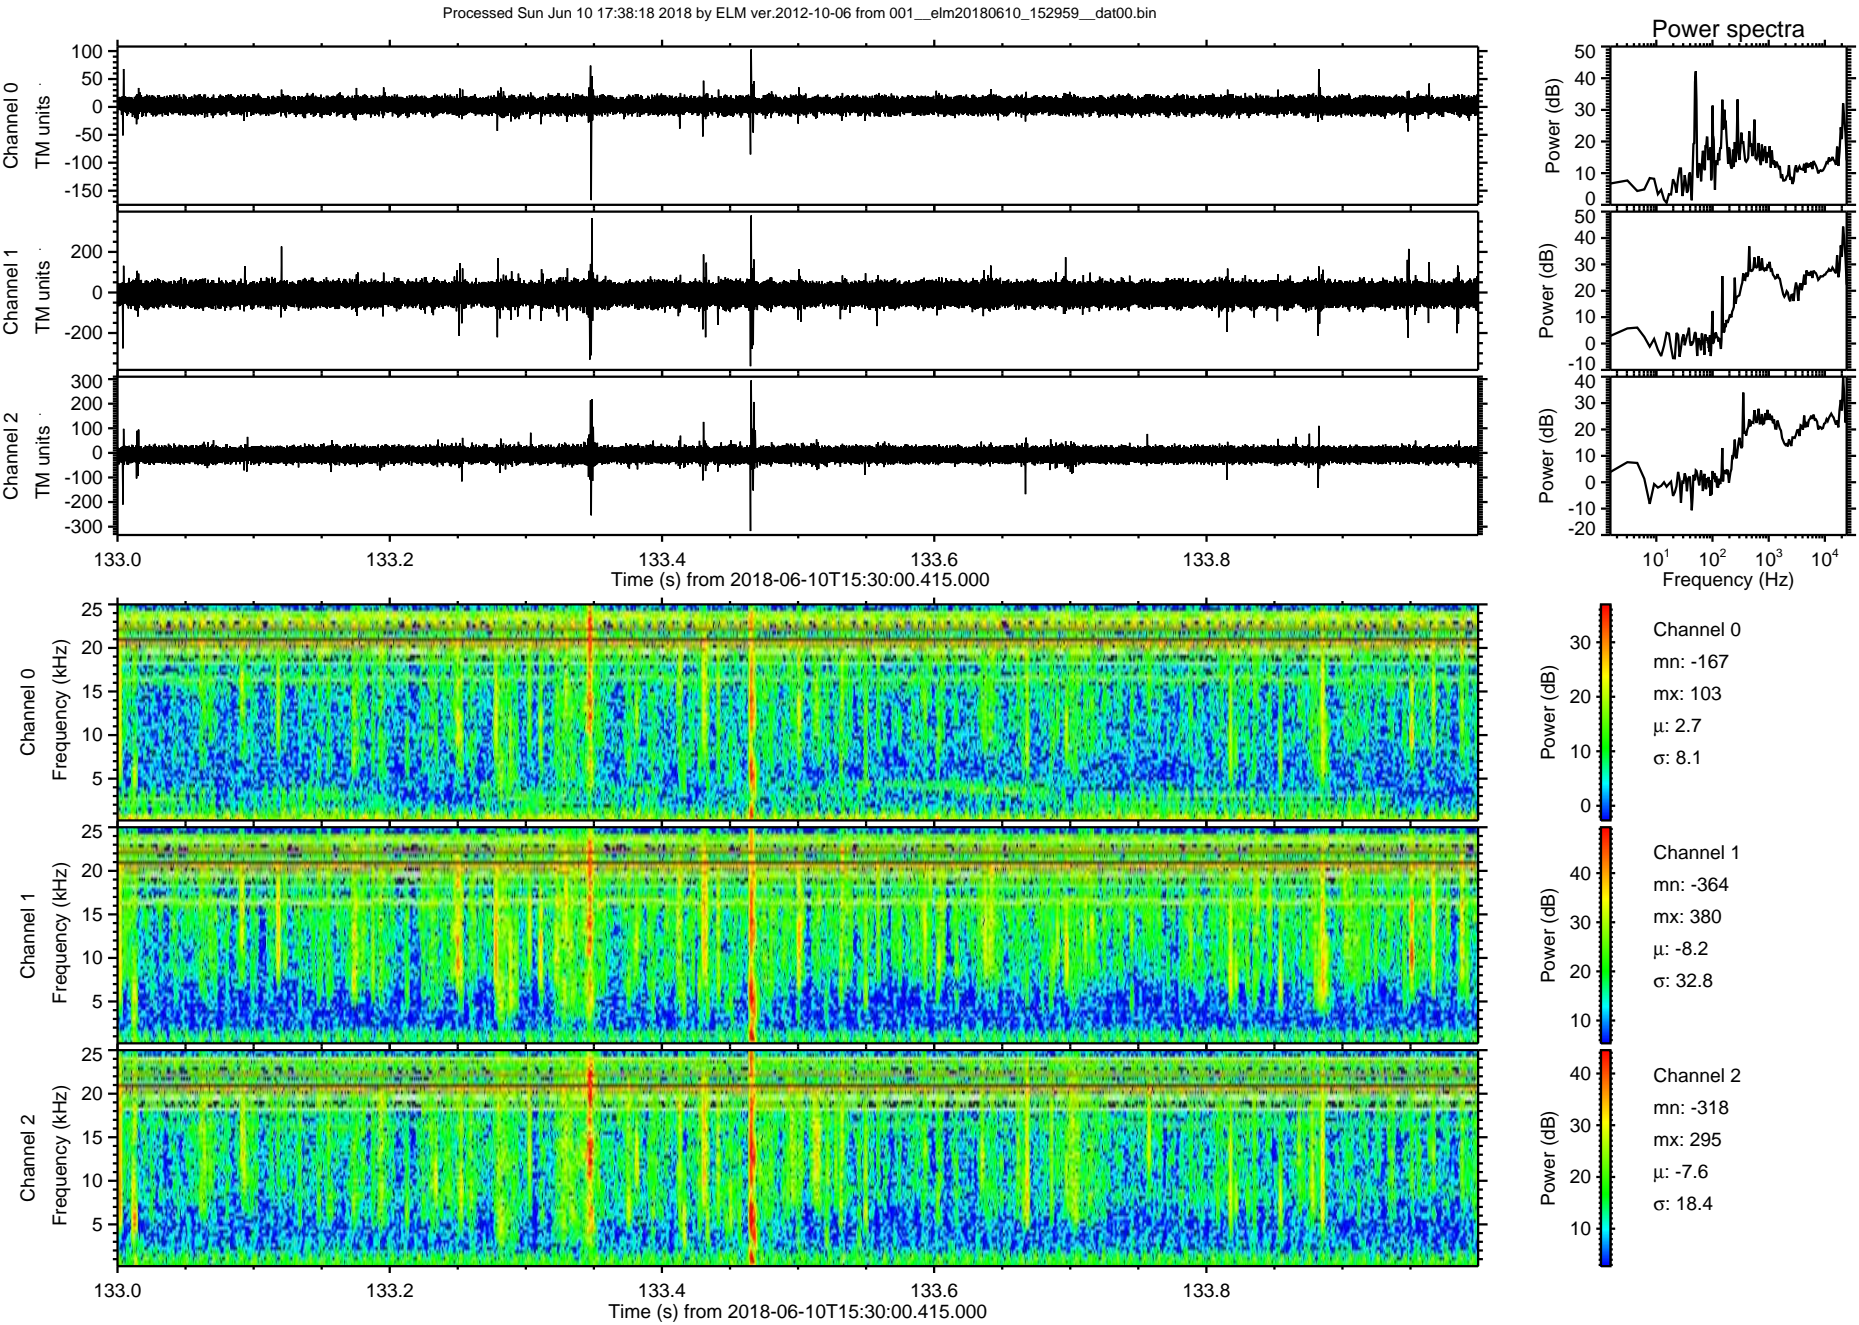 Processed Sun Jun 10 17:38:18 2018 by ELM ver.2012-10-06 from 001__elm20180610_152959__dat00.bin
Power spectra
Channel 0
TM units
100
50
0
-50
-100
-150
Power (dB)
50
40
30
20
10
0
Channel 1
TM units
200
0
-200
Power (dB)
50
40
30
20
10
0
-10
Channel 2
TM units
300
200
100
0
-100
-200
-300
Power (dB)
40
30
20
10
0
-10
-20
133.0 133.2 133.4 133.6 133.8
Time (s) from 2018-06-10T15:30:00.415.000
10^1 10^2 10^3 10^4
Frequency (Hz)
Channel 0
Frequency (kHz)
25
20
15
10
5
Power (dB)
30
20
10
0
Channel 0
mn: -167
mx: 103
μ: 2.7
σ: 8.1
Channel 1
Frequency (kHz)
25
20
15
10
5
Power (dB)
40
30
20
10
Channel 1
mn: -364
mx: 380
μ: -8.2
σ: 32.8
Channel 2
Frequency (kHz)
25
20
15
10
5
Power (dB)
40
30
20
10
Channel 2
mn: -318
mx: 295
μ: -7.6
σ: 18.4
133.0 133.2 133.4 133.6 133.8
Time (s) from 2018-06-10T15:30:00.415.000